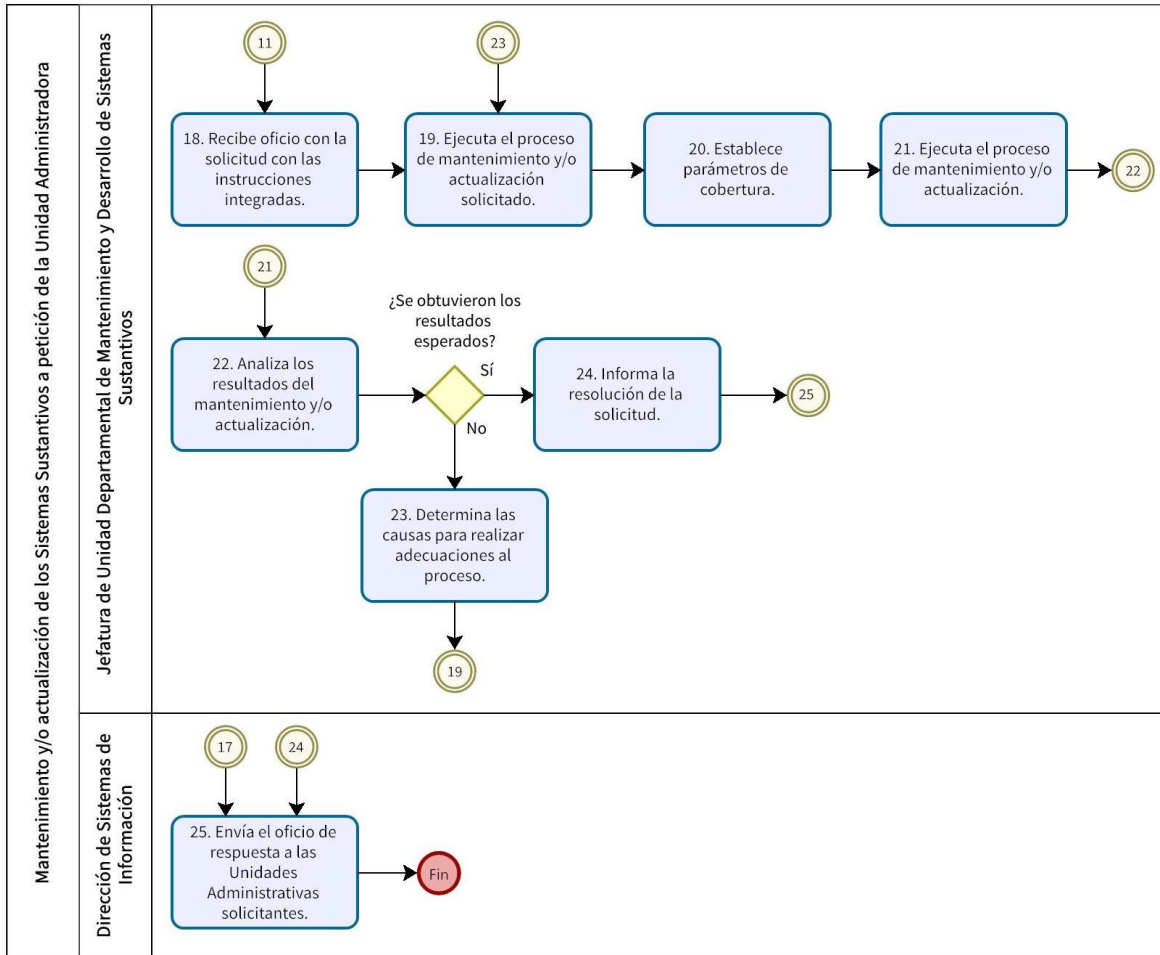 Mantenimiento y/o actualización de los Sistemas Sustantivos a petición de la Unidad Administradora
Jefatura de Unidad Departamental de Mantenimiento y Desarrollo de Sistemas
Sustantivos
11
23
18. Recibe oficio con la
solicitud con las
instrucciones
integradas.
19. Ejecuta el proceso
de mantenimiento y/o
actualización
solicitado.
20. Establece
parámetros de
cobertura.
21. Ejecuta el proceso
de mantenimiento y/o
actualización.
22
21
¿Se obtuvieron los
resultados
esperados?
22. Analiza los
resultados del
mantenimiento y/o
actualización.
Sí
No
24. Informa la
resolución de la
solicitud.
25
23. Determina las
causas para realizar
adecuaciones al
proceso.
19
Dirección de Sistemas de
Información
17
24
25. Envía el oficio de
respuesta a las
Unidades
Administrativas
solicitantes.
Fin